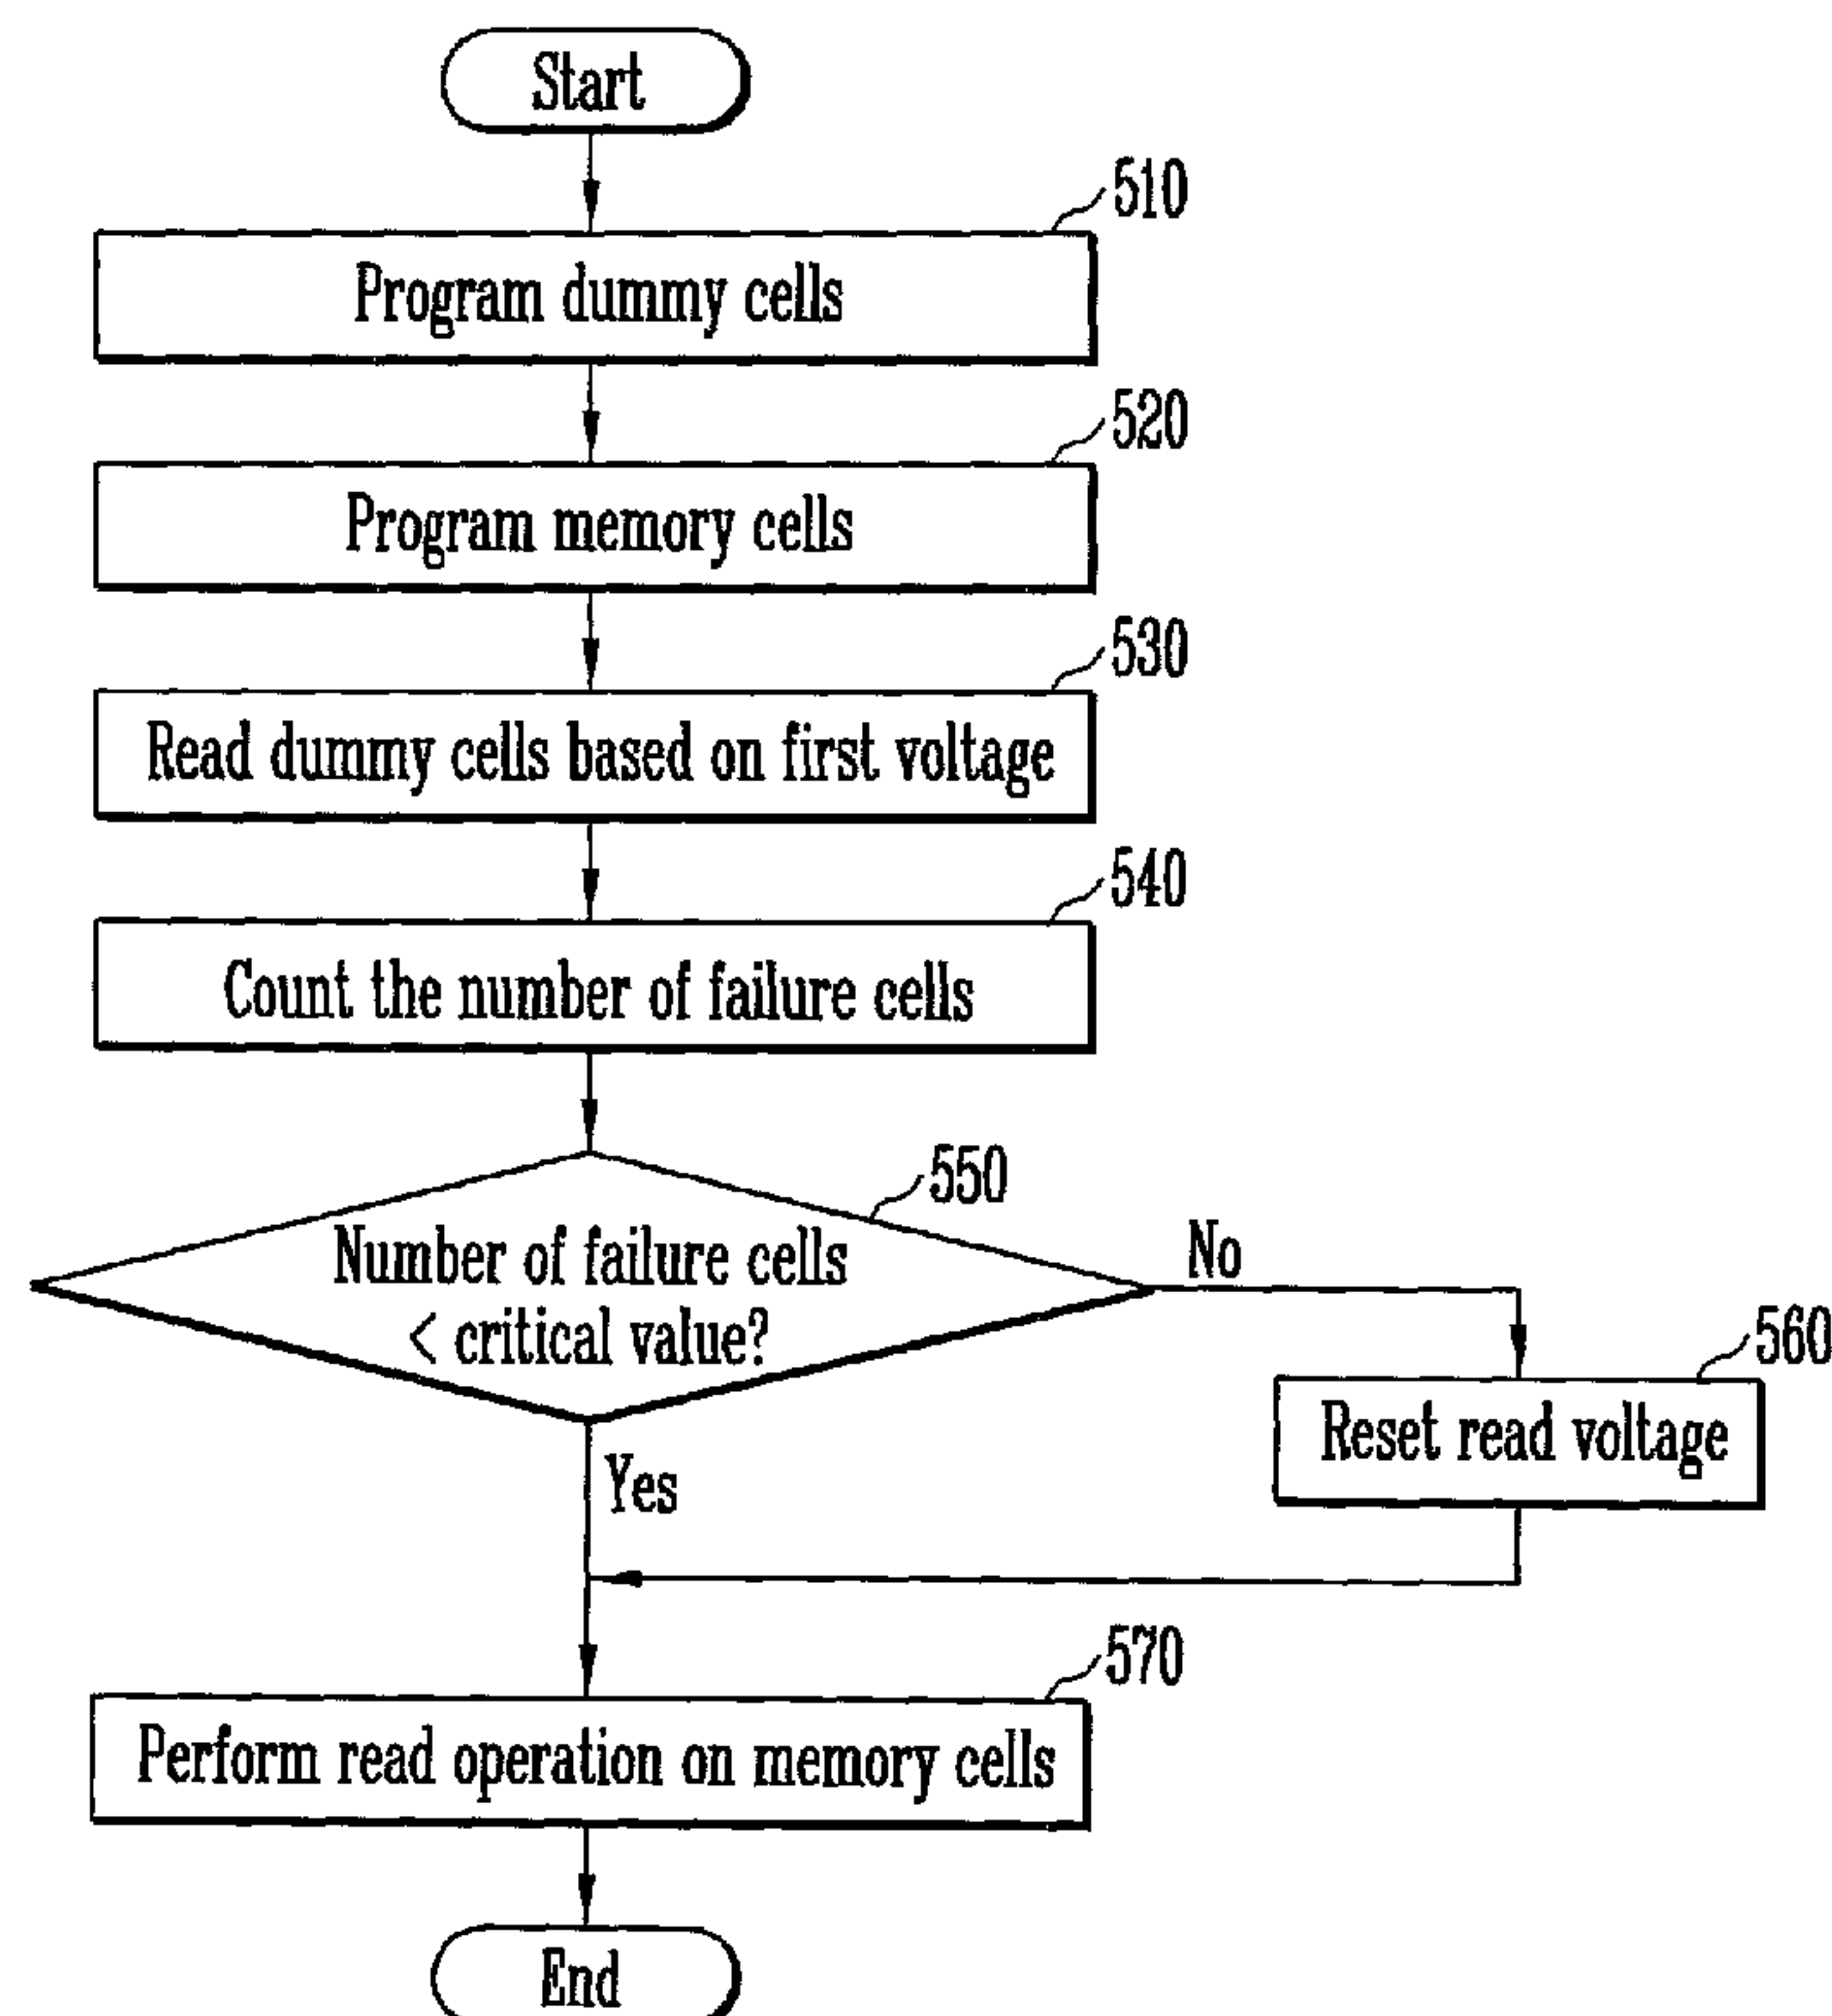 Start
510
Program dummy cells
520
Program memory cells
530
Read dummy cells based on first voltage
540
Count the number of failure cells
550
Number of failure cells
< critical value?
No
560
Reset read voltage
Yes
570
Perform read operation on memory cells
End